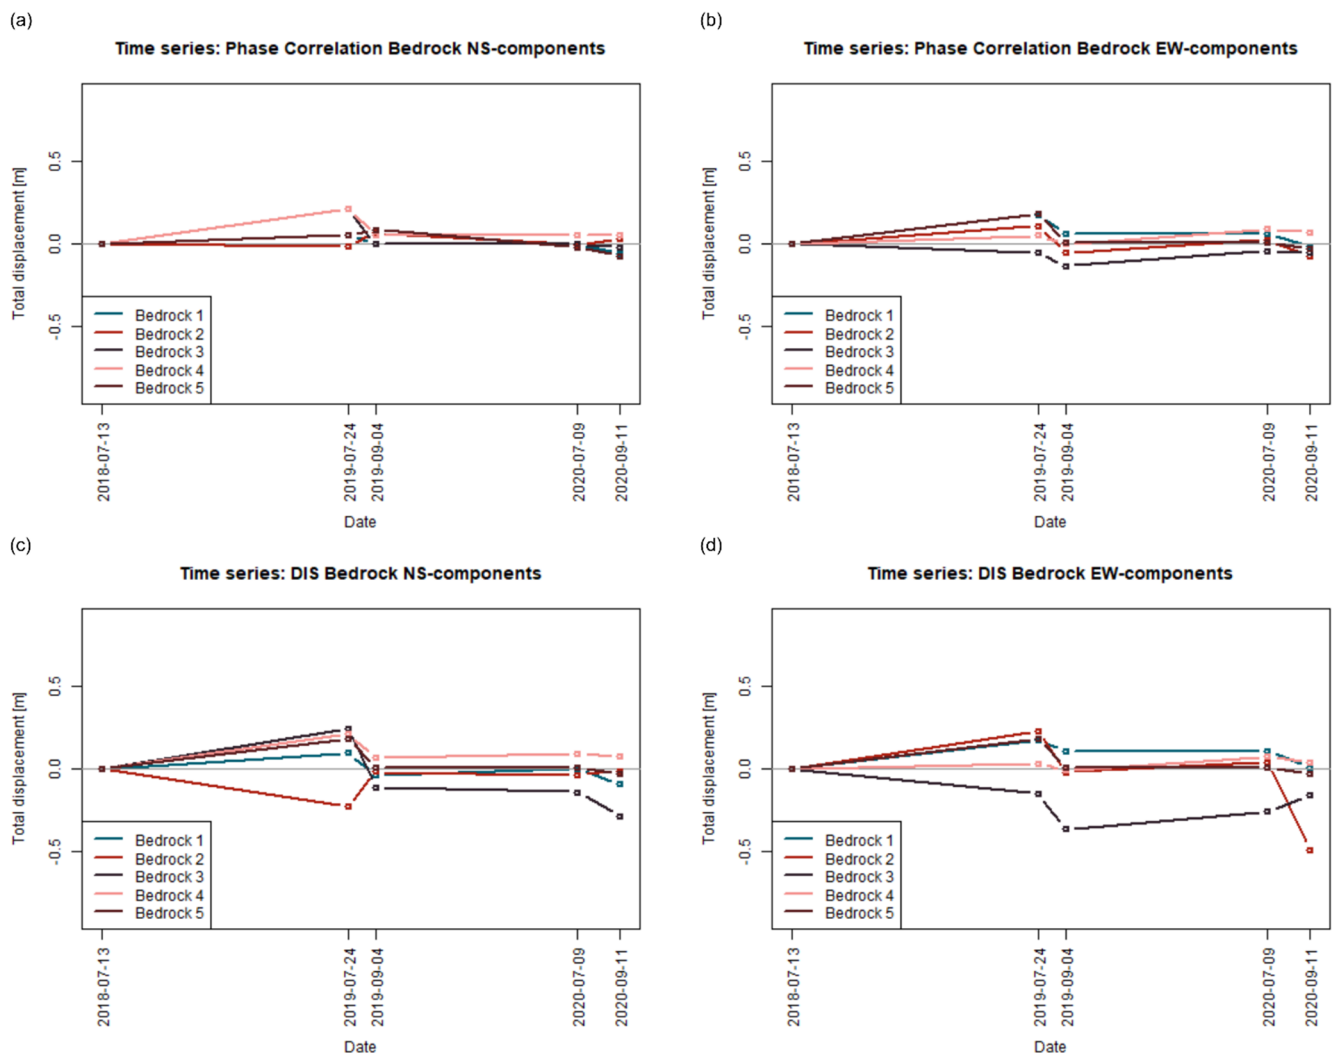 (a)
Time series: Phase Correlation Bedrock NS-components
Total displacement [m]
0.5
0.0
-0.5
Bedrock 1
Bedrock 2
Bedrock 3
Bedrock 4
Bedrock 5
2018-07-13
2019-07-24
2019-09-04
2020-07-09
2020-09-11
Date
(b)
Time series: Phase Correlation Bedrock EW-components
Total displacement [m]
0.5
0.0
-0.5
Bedrock 1
Bedrock 2
Bedrock 3
Bedrock 4
Bedrock 5
2018-07-13
2019-07-24
2019-09-04
2020-07-09
2020-09-11
Date
(c)
Time series: DIS Bedrock NS-components
Total displacement [m]
0.5
0.0
-0.5
Bedrock 1
Bedrock 2
Bedrock 3
Bedrock 4
Bedrock 5
2018-07-13
2019-07-24
2019-09-04
2020-07-09
2020-09-11
Date
(d)
Time series: DIS Bedrock EW-components
Total displacement [m]
0.5
0.0
-0.5
Bedrock 1
Bedrock 2
Bedrock 3
Bedrock 4
Bedrock 5
2018-07-13
2019-07-24
2019-09-04
2020-07-09
2020-09-11
Date